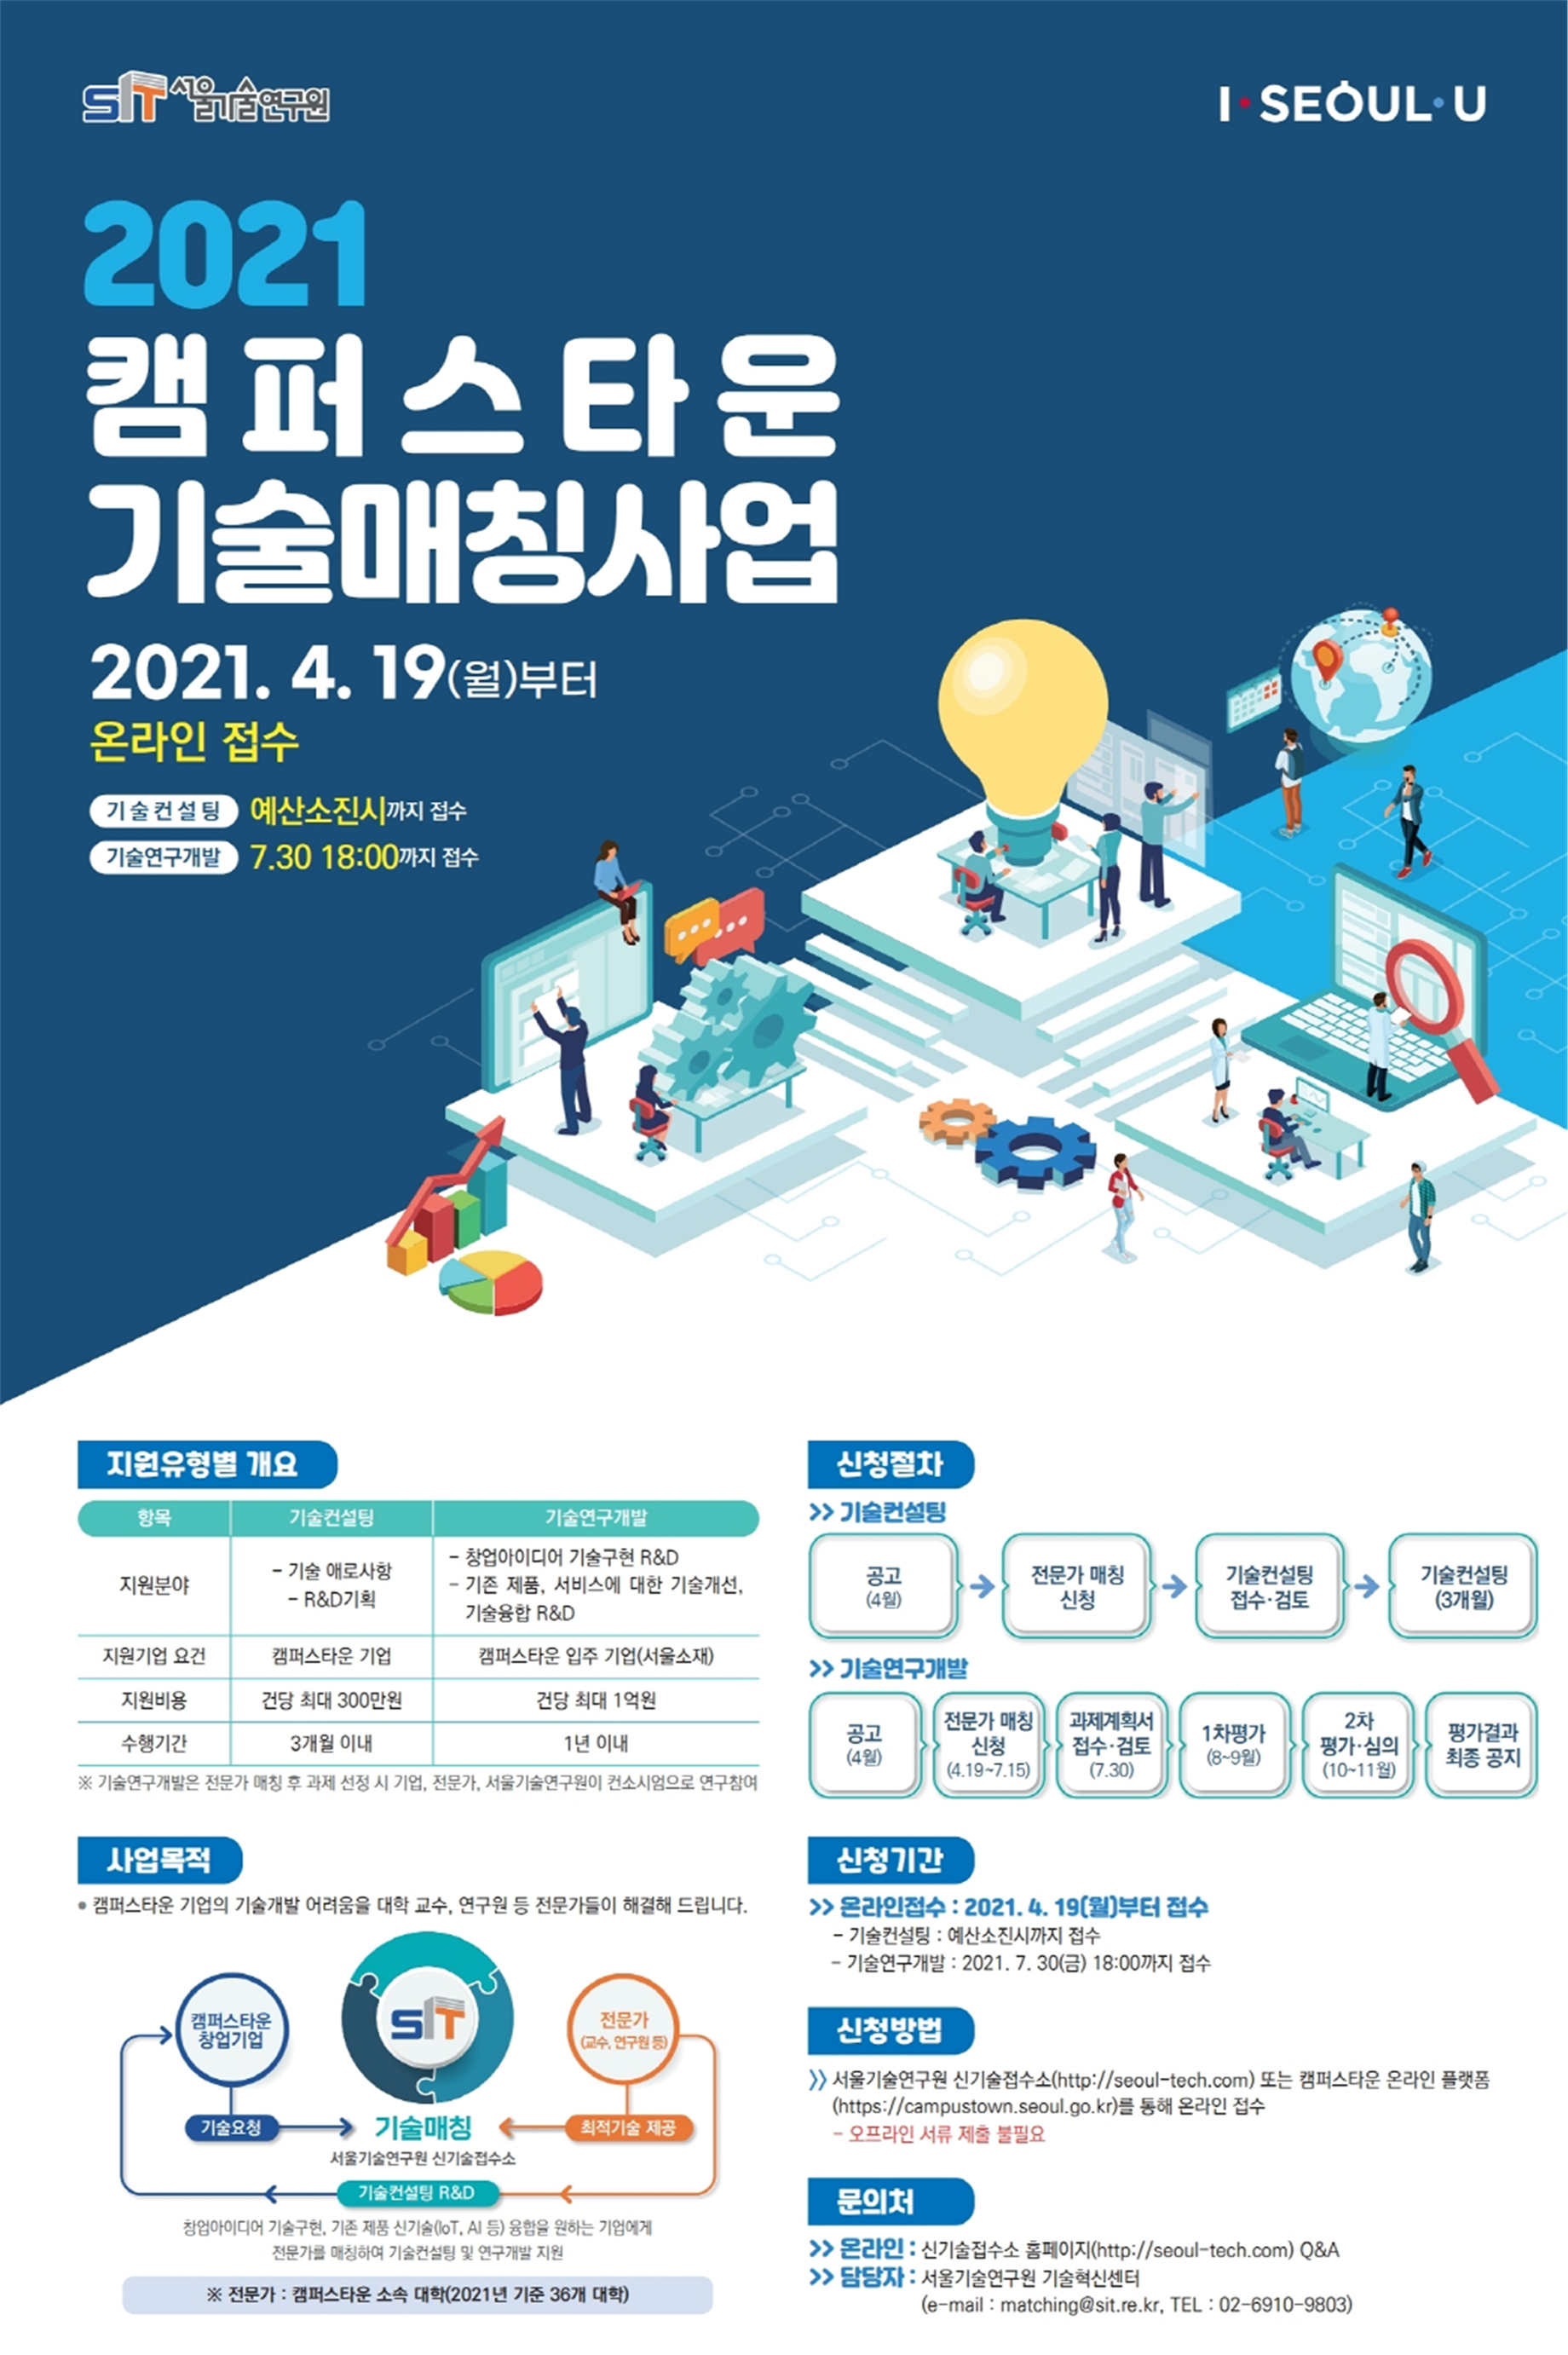 SIT 서울기술연구원
I·SEOUL·U
2021
캠퍼스타운
기술매칭사업
2021. 4. 19(월)부터
온라인 접수
기술컨설팅 예산소진시까지 접수
기술연구개발 7.30 18:00까지 접수
지원유형별 개요
항목 기술컨설팅 기술연구개발
지원분야
- 기술 애로사항
- R&D기획
- 창업아이디어 기술구현 R&D
- 기존 제품, 서비스에 대한 기술개선,
기술융합 R&D
지원기업 요건 캠퍼스타운 기업 캠퍼스타운 입주 기업(서울소재)
지원비용 건당 최대 300만원 건당 최대 1억원
수행기간 3개월 이내 1년 이내
※ 기술연구개발은 전문가 매칭 후 과제 선정 시 기업, 전문가, 서울기술연구원이 컨소시엄으로 연구참여
사업목적
• 캠퍼스타운 기업의 기술개발 어려움을 대학 교수, 연구원 등 전문가들이 해결해 드립니다.
캠퍼스타운
창업기업
SIT
전문가
(교수, 연구원 등)
기술요청
기술매칭
최적기술 제공
서울기술연구원 신기술접수소
기술컨설팅 R&D
창업아이디어 기술구현, 기존 제품 신기술(IoT, AI 등) 융합을 원하는 기업에게
전문가를 매칭하여 기술컨설팅 및 연구개발 지원
※ 전문가 : 캠퍼스타운 소속 대학(2021년 기준 36개 대학)
신청절차
>> 기술컨설팅
공고
(4월)
전문가 매칭
신청
기술컨설팅
접수·검토
기술컨설팅
(3개월)
>> 기술연구개발
공고
(4월)
전문가 매칭
신청
(4.19~7.15)
과제계획서
접수·검토
(7.30)
1차평가
(8~9월)
2차
평가·심의
(10~11월)
평가결과
최종 공지
신청기간
>> 온라인접수 : 2021. 4. 19(월)부터 접수
- 기술컨설팅 : 예산소진시까지 접수
- 기술연구개발 : 2021. 7. 30(금) 18:00까지 접수
신청방법
>> 서울기술연구원 신기술접수소(http://seoul-tech.com) 또는 캠퍼스타운 온라인 플랫폼
(https://campustown.seoul.go.kr)를 통해 온라인 접수
- 오프라인 서류 제출 불필요
문의처
>> 온라인 : 신기술접수소 홈페이지(http://seoul-tech.com) Q&A
>> 담당자 : 서울기술연구원 기술혁신센터
(e-mail : matching@sit.re.kr, TEL : 02-6910-9803)